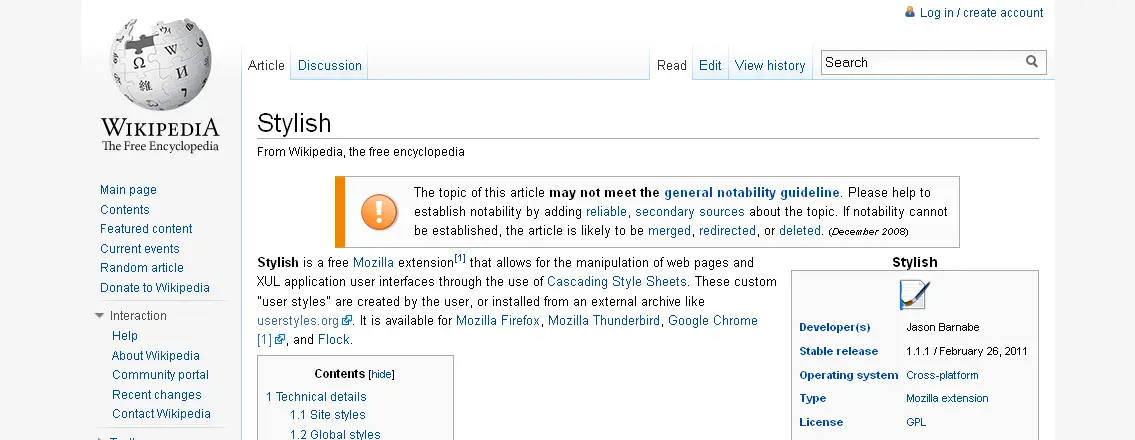 Log in / create account
WIKIPEDIA
The Free Encyclopedia
Article Discussion Read Edit View history Search
Stylish
From Wikipedia, the free encyclopedia
Main page
Contents
Featured content
Current events
Random article
Donate to Wikipedia
Interaction
Help
About Wikipedia
Community portal
Recent changes
Contact Wikipedia
The topic of this article may not meet the general notability guideline. Please help to
establish notability by adding reliable, secondary sources about the topic. If notability cannot
be established, the article is likely to be merged, redirected, or deleted. (December 2008)
Stylish is a free Mozilla extension[1] that allows for the manipulation of web pages and
XUL application user interfaces through the use of Cascading Style Sheets. These custom
"user styles" are created by the user, or installed from an external archive like
userstyles.org. It is available for Mozilla Firefox, Mozilla Thunderbird, Google Chrome
[1], and Flock.
Contents [hide]
1 Technical details
1.1 Site styles
1.2 Global styles
Stylish
Developer(s) Jason Barnabe
Stable release 1.1.1 / February 26, 2011
Operating system Cross-platform
Type Mozilla extension
License GPL